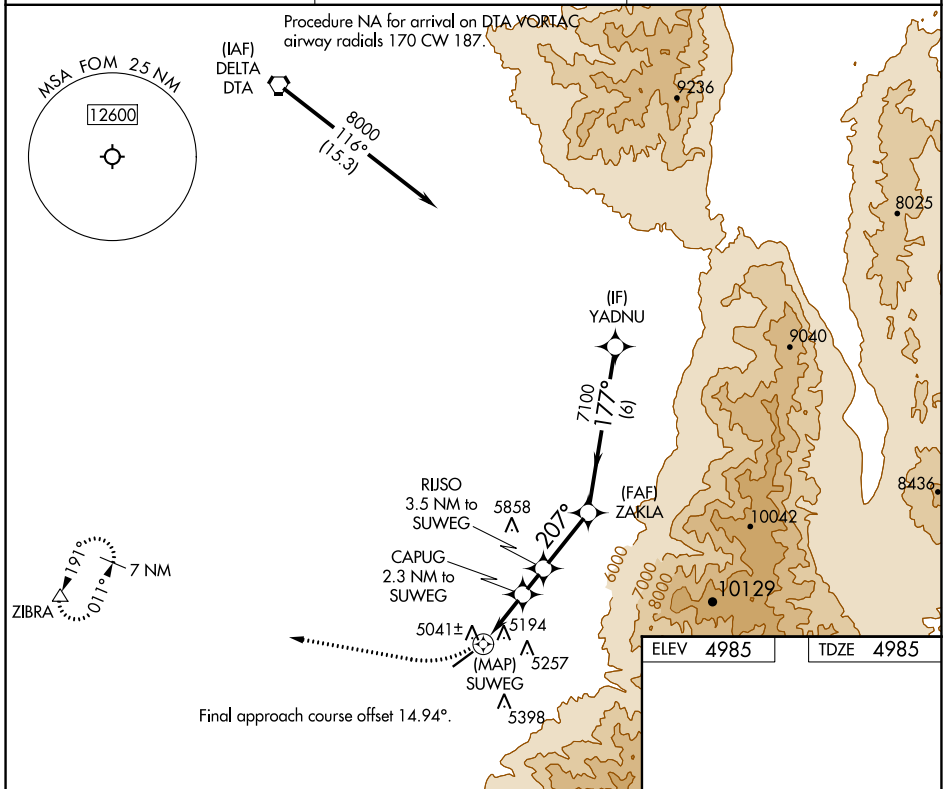 Procedure NA for arrival on DTA VORTAC
airway radials 170 CW 187.
MSA FOM 25 NM
12600
(IAF)
DELTA
DTA
8000
116°
(15.3)
9236
8025
(IF)
YADNU
9040
7100
177°
(6)
RIJSO
3.5 NM to
SUWEG
5858
207°
(FAF)
ZAKLA
8436
10042
6000
7000
8000
10129
CAPUG
2.3 NM to
SUWEG
191°
011°
7 NM
ZIBRA
5041±
5194
5257
(MAP)
SUWEG
5398
Final approach course offset 14.94°.
ELEV 4985
TDZE 4985